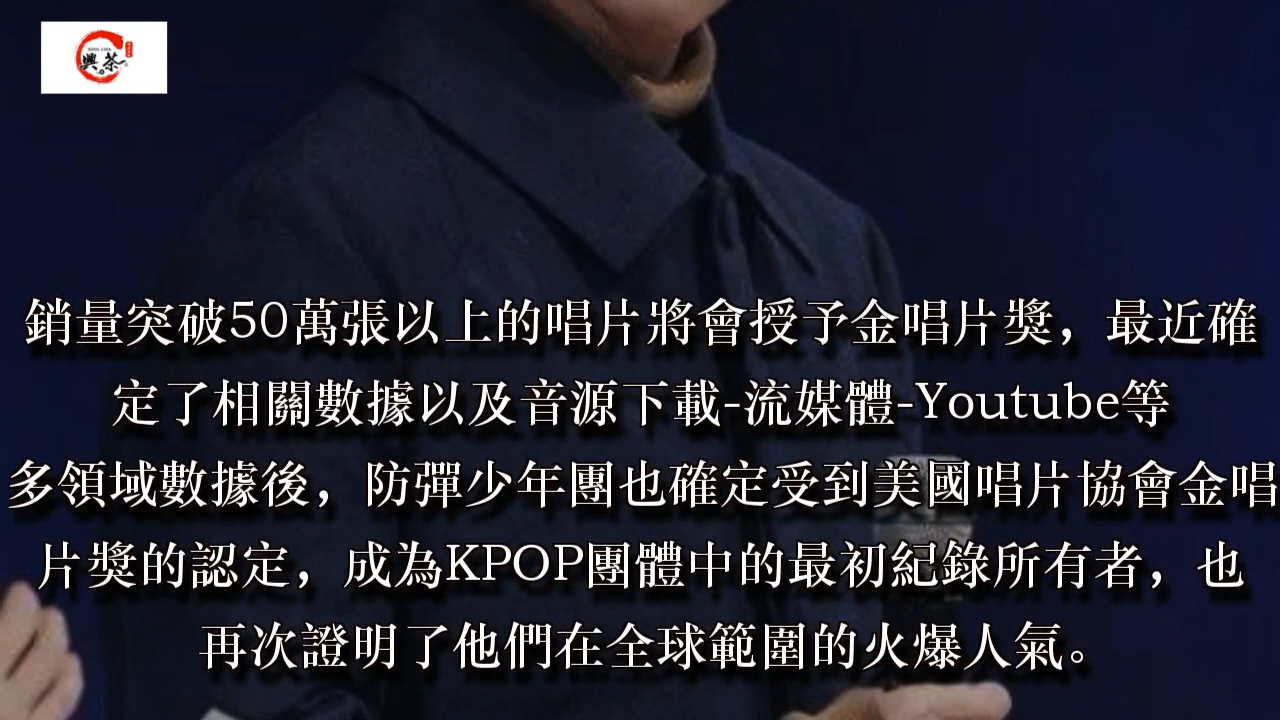 興茶
銷量突破50萬張以上的唱片將會授予金唱片獎，最近確
定了相關數據以及音源下載-流媒體-Youtube等
多領域數據後，防彈少年團也確定受到美國唱片協會金唱
片獎的認定，成為KPOP團體中的最初紀錄所有者，也
再次證明了他們在全球範圍的火爆人氣。